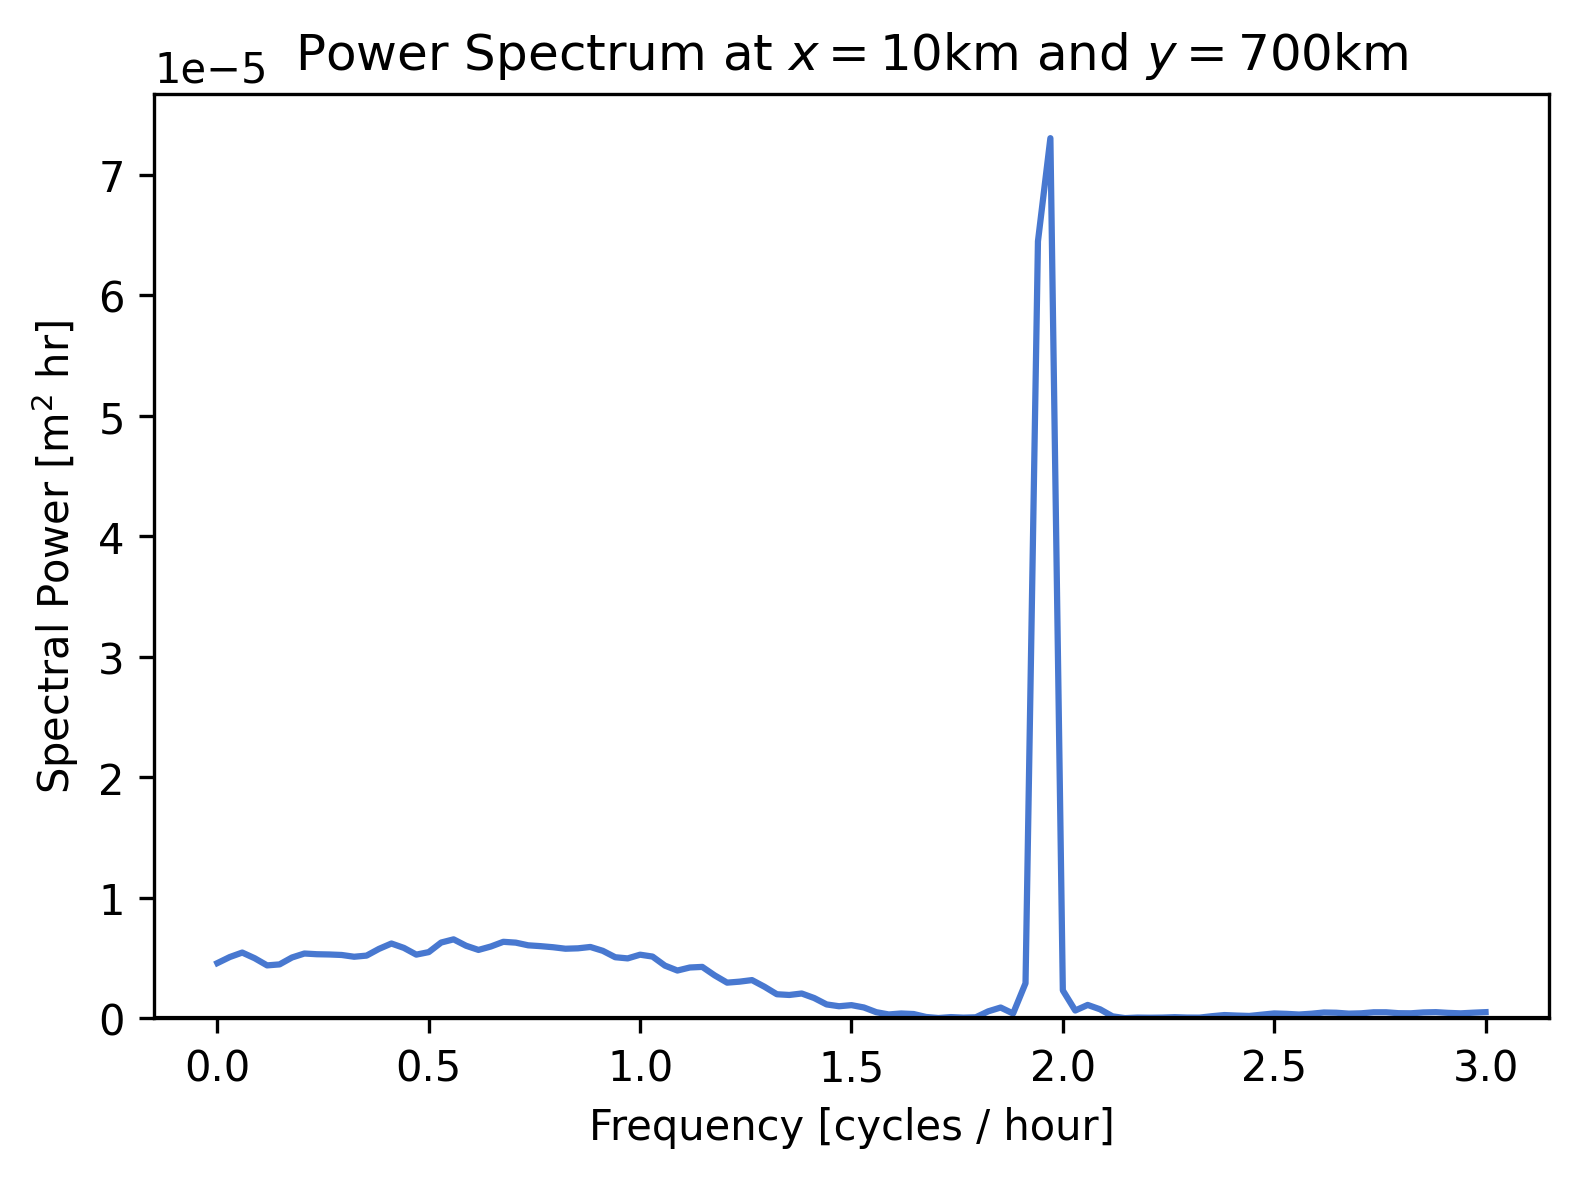 Power Spectrum at x = 10km and y = 700km
1e−5
7
6
5
4
3
2
1
0
Spectral Power [m² hr]
0.0 0.5 1.0 1.5 2.0 2.5 3.0
Frequency [cycles / hour]